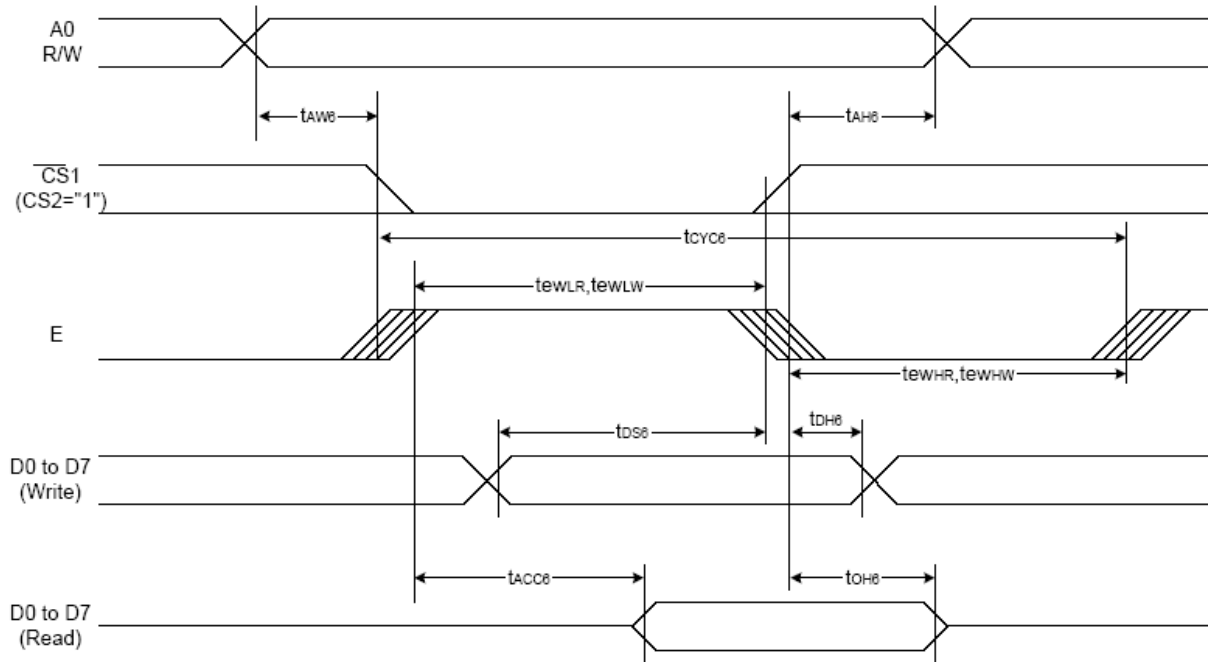 A0
R/W
tAW6
tAH6
CS1
(CS2="1")
tCYC6
tewLR,tewLW
E
tewHR,tewHW
tDS6
tDH6
D0 to D7
(Write)
tACC6
tOH6
D0 to D7
(Read)